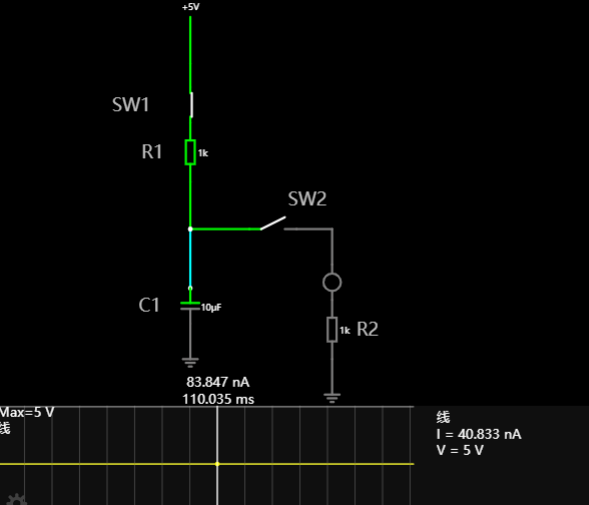 +5V
SW1
R1
1k
SW2
C1
10μF
1k R2
83.847 nA
110.035 ms
Max=5 V
线
线
I = 40.833 nA
V = 5 V